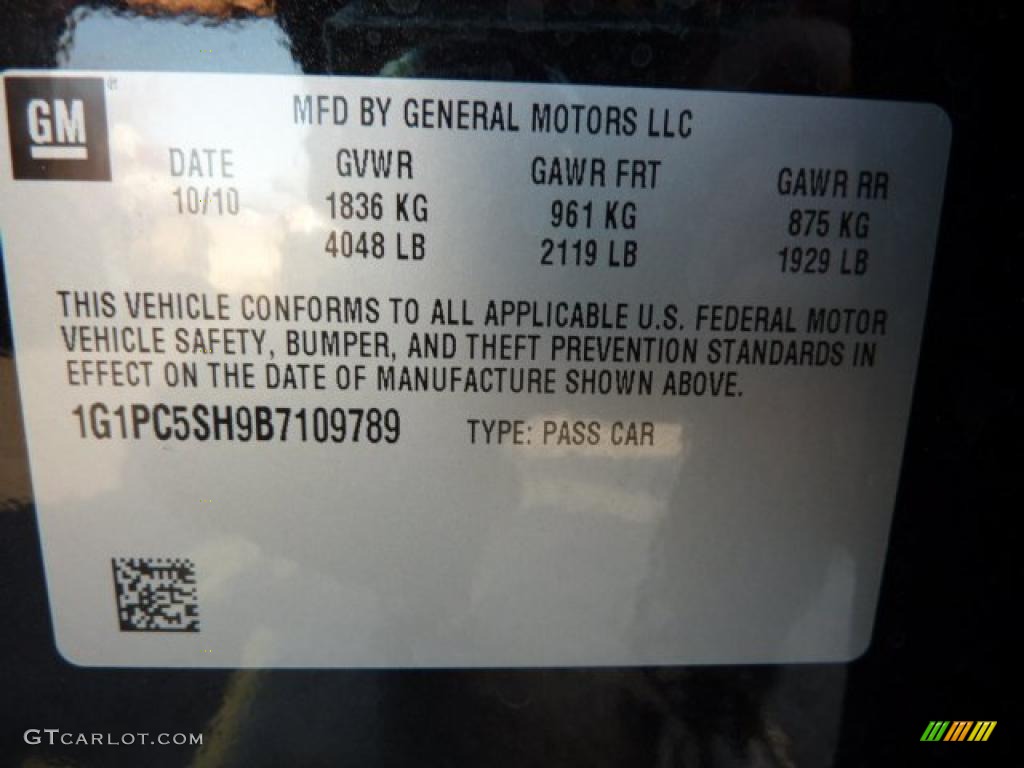 GM ®
MFD BY GENERAL MOTORS LLC
DATE GVWR GAWR FRT GAWR RR
10/10 1836 KG 961 KG 875 KG
4048 LB 2119 LB 1929 LB
THIS VEHICLE CONFORMS TO ALL APPLICABLE U.S. FEDERAL MOTOR
VEHICLE SAFETY, BUMPER, AND THEFT PREVENTION STANDARDS IN
EFFECT ON THE DATE OF MANUFACTURE SHOWN ABOVE.
1G1PC5SH9B7109789 TYPE: PASS CAR
GTCARLOT.COM